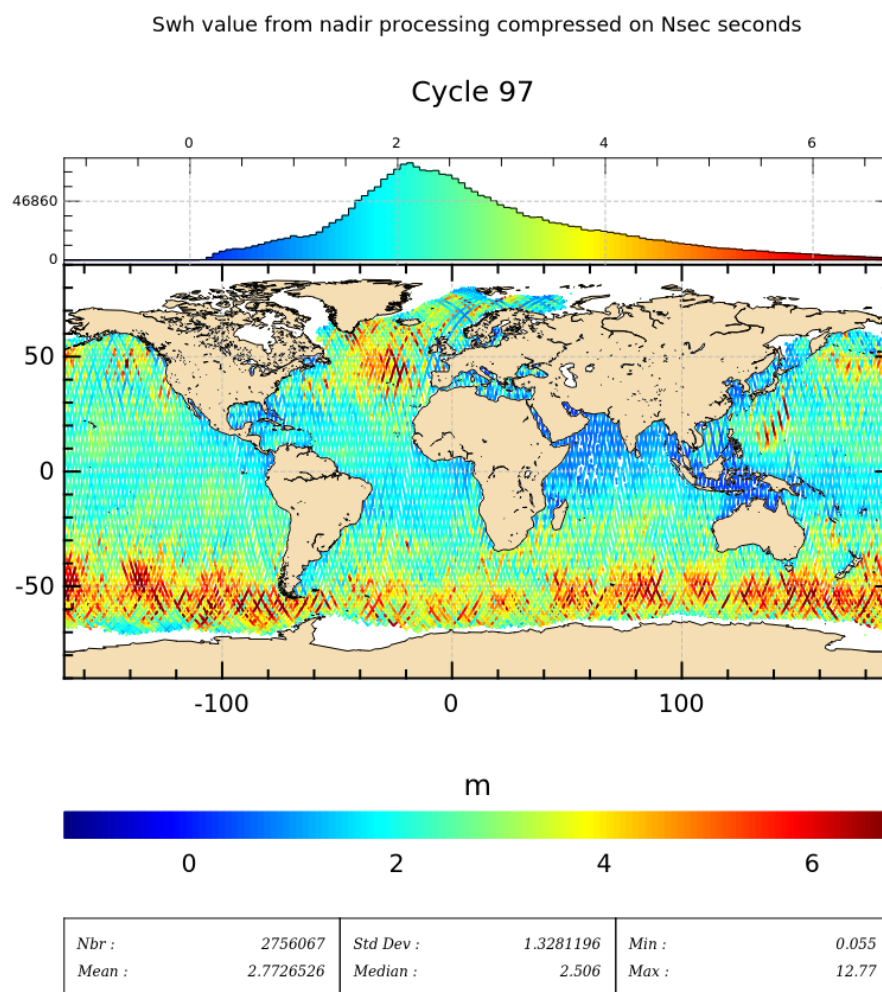 Swh value from nadir processing compressed on Nsec seconds
Cycle 97
0 2 4 6
46860
0
50
0
-50
-100 0 100
m
0 2 4 6
Nbr : 2756067 Std Dev : 1.3281196 Min : 0.055
Mean : 2.7726526 Median : 2.506 Max : 12.77